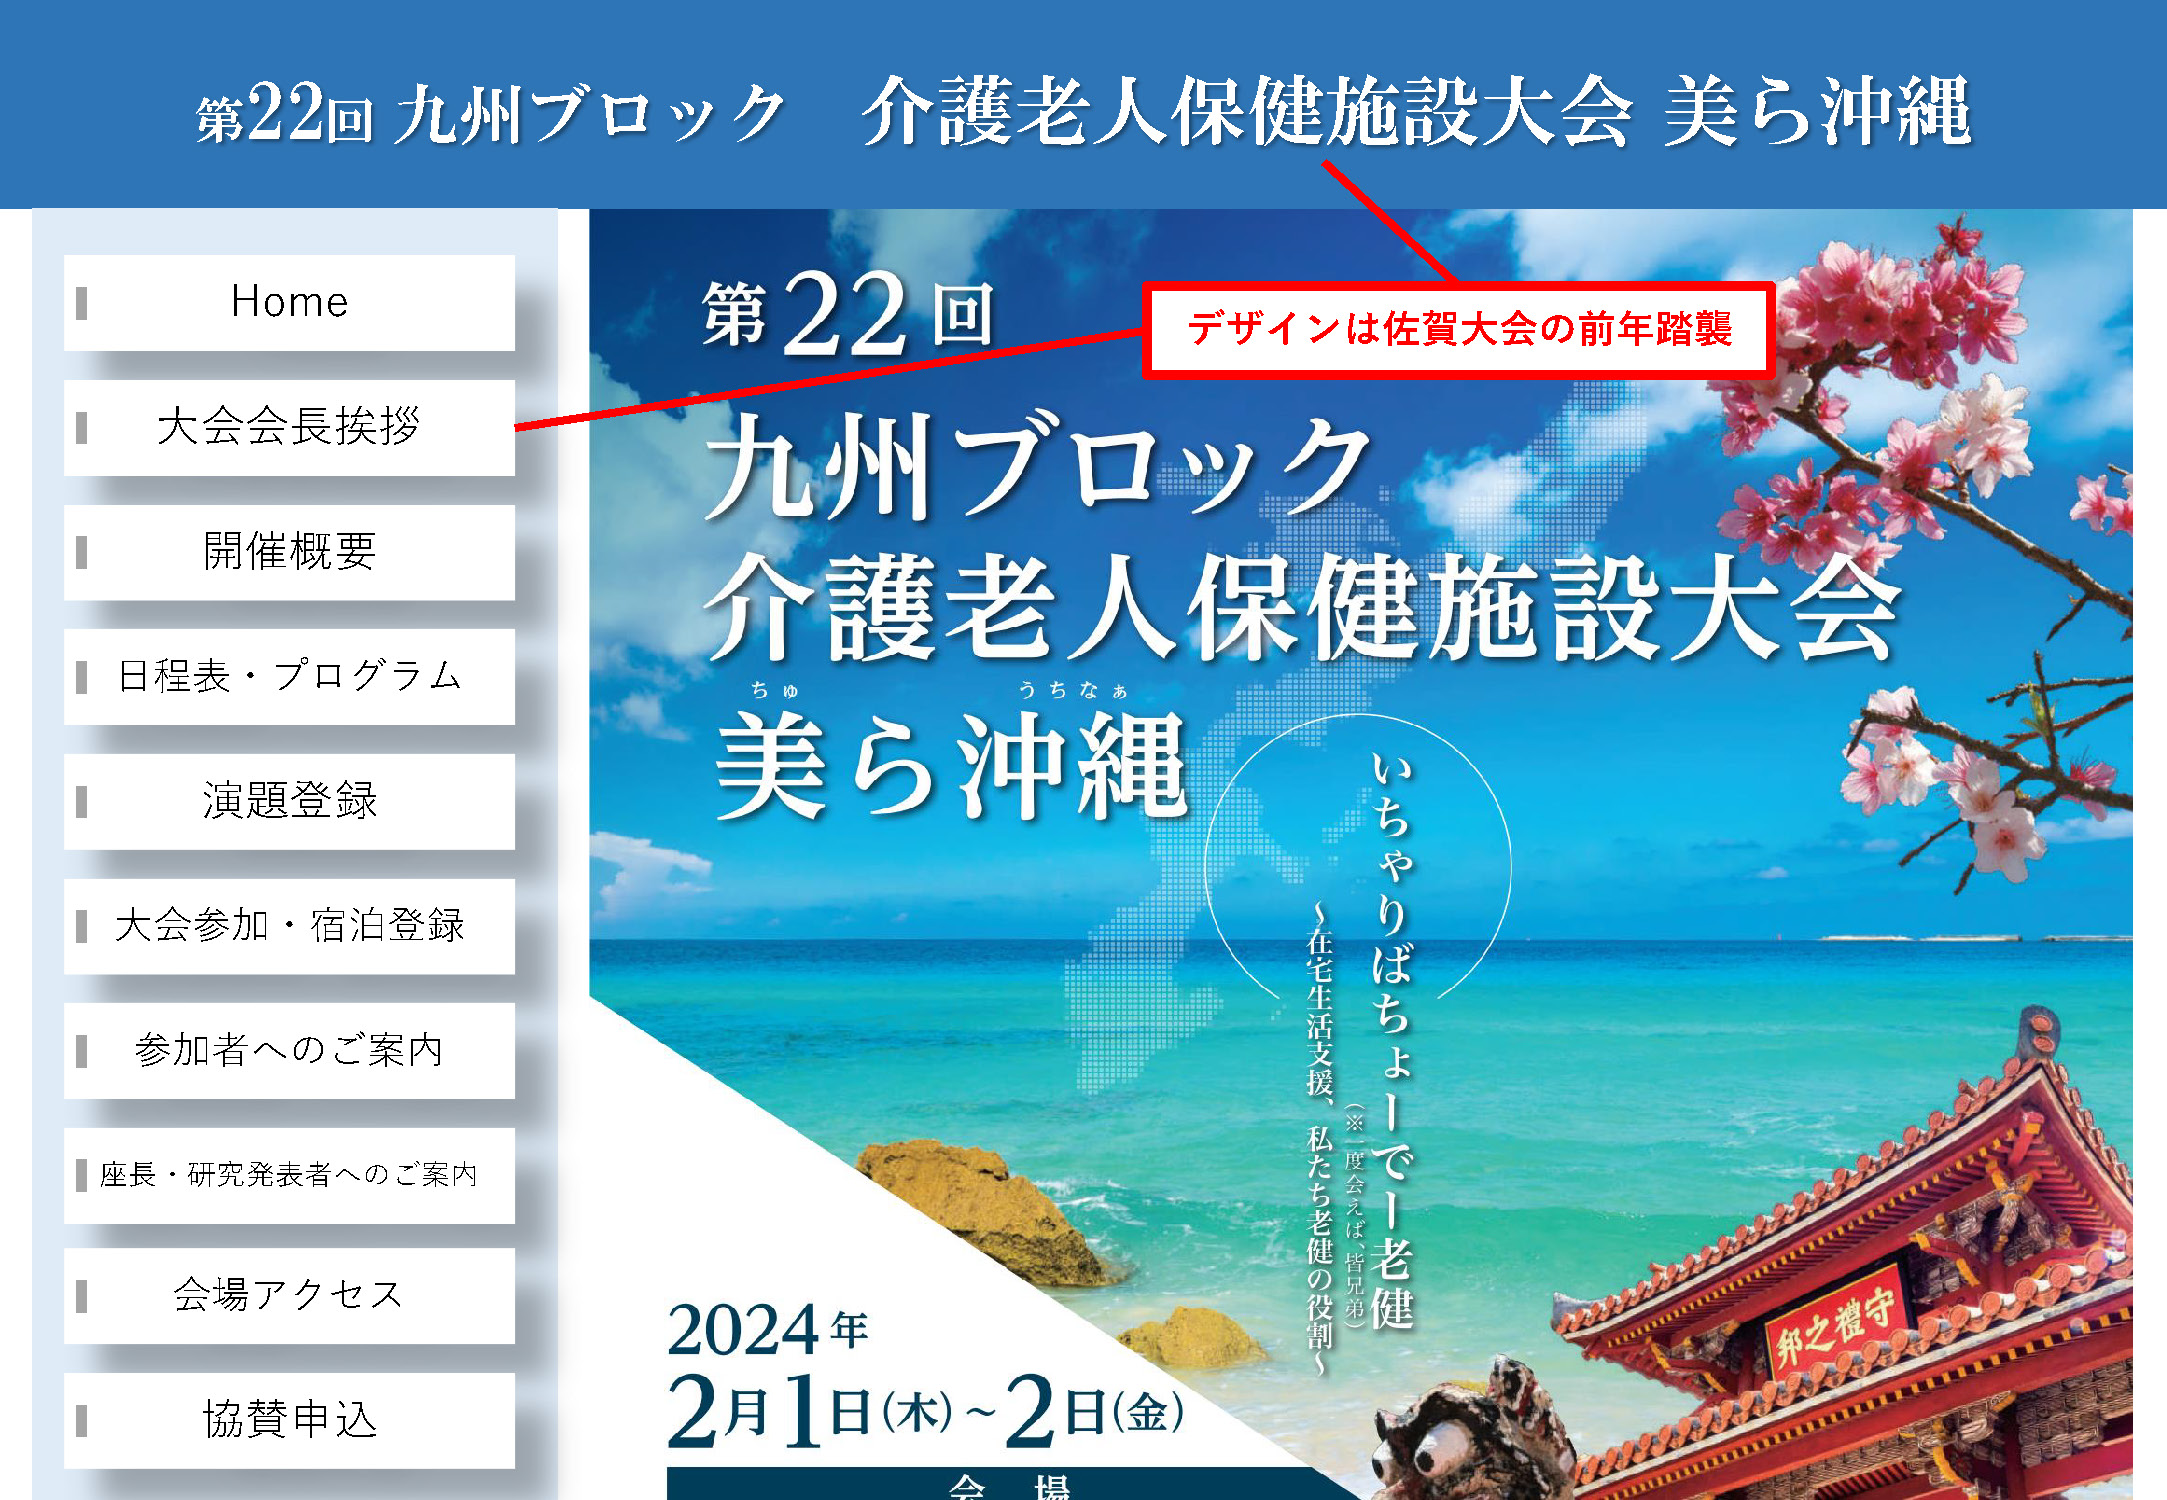 第22回 九州ブロック　介護老人保健施設大会 美ら沖縄
Home
大会会長挨拶
開催概要
日程表・プログラム
演題登録
大会参加・宿泊登録
参加者へのご案内
座長・研究発表者へのご案内
会場アクセス
協賛申込
デザインは佐賀大会の前年踏襲
第22回
九州ブロック
介護老人保健施設大会
ちゅ　うちなぁ
美ら沖縄
いちゃりばちょーでー老健
（※一度会えば、皆兄弟）
～在宅生活支援、私たち老健の役割～
2024年
2月1日(木)～2日(金)
会　場
守禮之邦